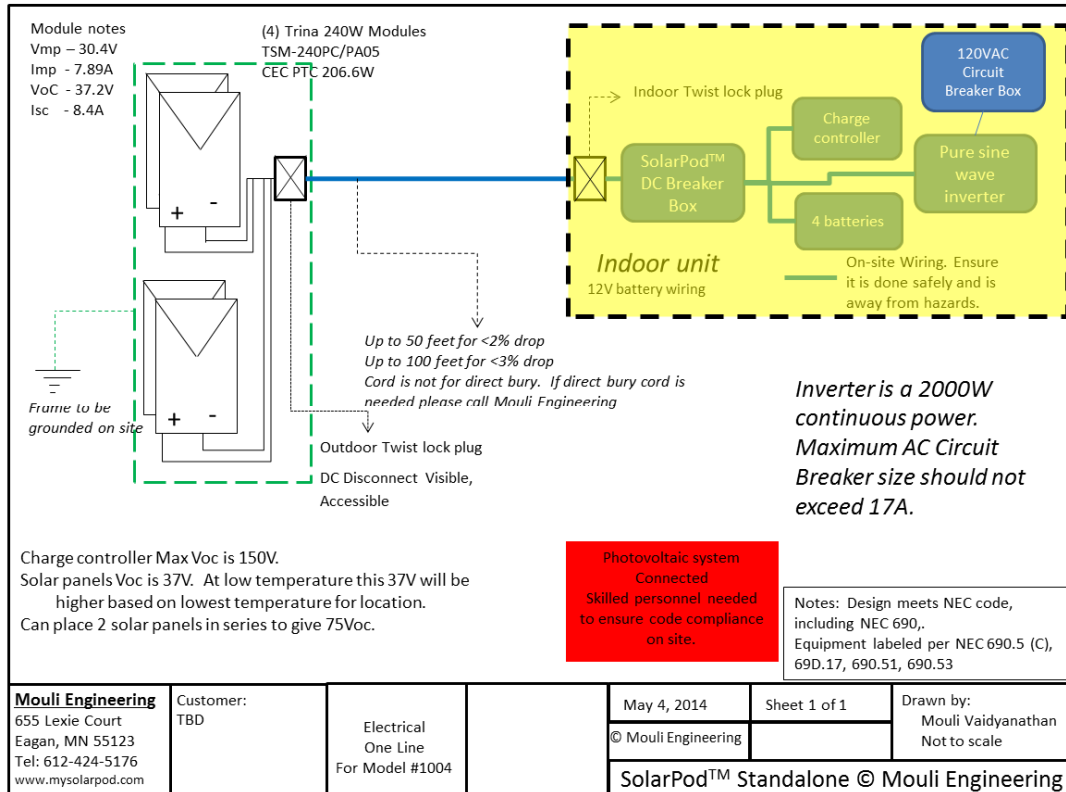 Module notes
Vmp – 30.4V
Imp - 7.89A
VoC - 37.2V
Isc - 8.4A
(4) Trina 240W Modules
TSM-240PC/PA05
CEC PTC 206.6W
+ -
+ -
Frame to be
grounded on site
Up to 50 feet for <2% drop
Up to 100 feet for <3% drop
Cord is not for direct bury. If direct bury cord is
needed please call Mouli Engineering
Outdoor Twist lock plug
DC Disconnect Visible,
Accessible
Indoor Twist lock plug
SolarPod™
DC Breaker
Box
Charge
controller
4 batteries
Pure sine
wave
inverter
120VAC
Circuit
Breaker Box
Indoor unit
12V battery wiring
On-site Wiring. Ensure
it is done safely and is
away from hazards.
Inverter is a 2000W
continuous power.
Maximum AC Circuit
Breaker size should not
exceed 17A.
Charge controller Max Voc is 150V.
Solar panels Voc is 37V. At low temperature this 37V will be
higher based on lowest temperature for location.
Can place 2 solar panels in series to give 75Voc.
Photovoltaic system
Connected
Skilled personnel needed
to ensure code compliance
on site.
Notes: Design meets NEC code,
including NEC 690,.
Equipment labeled per NEC 690.5 (C),
69D.17, 690.51, 690.53
Mouli Engineering
655 Lexie Court
Eagan, MN 55123
Tel: 612-424-5176
www.mysolarpod.com
Customer:
TBD
Electrical
One Line
For Model #1004
May 4, 2014
Sheet 1 of 1
© Mouli Engineering
Drawn by:
Mouli Vaidyanathan
Not to scale
SolarPod™ Standalone © Mouli Engineering